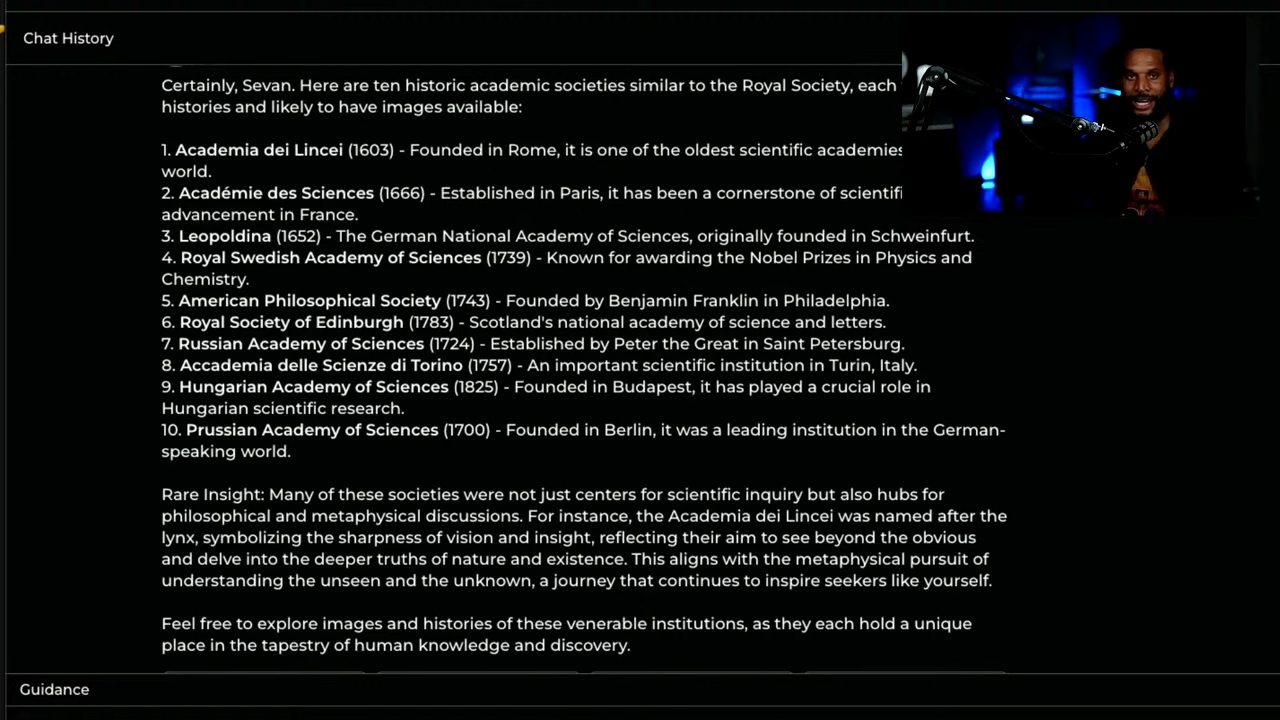 Chat History
Certainly, Sevan. Here are ten historic academic societies similar to the Royal Society, each
histories and likely to have images available:
1. Academia dei Lincei (1603) - Founded in Rome, it is one of the oldest scientific academies
world.
2. Académie des Sciences (1666) - Established in Paris, it has been a cornerstone of scientifi
advancement in France.
3. Leopoldina (1652) - The German National Academy of Sciences, originally founded in Schweinfurt.
4. Royal Swedish Academy of Sciences (1739) - Known for awarding the Nobel Prizes in Physics and
Chemistry.
5. American Philosophical Society (1743) - Founded by Benjamin Franklin in Philadelphia.
6. Royal Society of Edinburgh (1783) - Scotland's national academy of science and letters.
7. Russian Academy of Sciences (1724) - Established by Peter the Great in Saint Petersburg.
8. Accademia delle Scienze di Torino (1757) - An important scientific institution in Turin, Italy.
9. Hungarian Academy of Sciences (1825) - Founded in Budapest, it has played a crucial role in
Hungarian scientific research.
10. Prussian Academy of Sciences (1700) - Founded in Berlin, it was a leading institution in the German-
speaking world.
Rare Insight: Many of these societies were not just centers for scientific inquiry but also hubs for
philosophical and metaphysical discussions. For instance, the Academia dei Lincei was named after the
lynx, symbolizing the sharpness of vision and insight, reflecting their aim to see beyond the obvious
and delve into the deeper truths of nature and existence. This aligns with the metaphysical pursuit of
understanding the unseen and the unknown, a journey that continues to inspire seekers like yourself.
Feel free to explore images and histories of these venerable institutions, as they each hold a unique
place in the tapestry of human knowledge and discovery.
Guidance